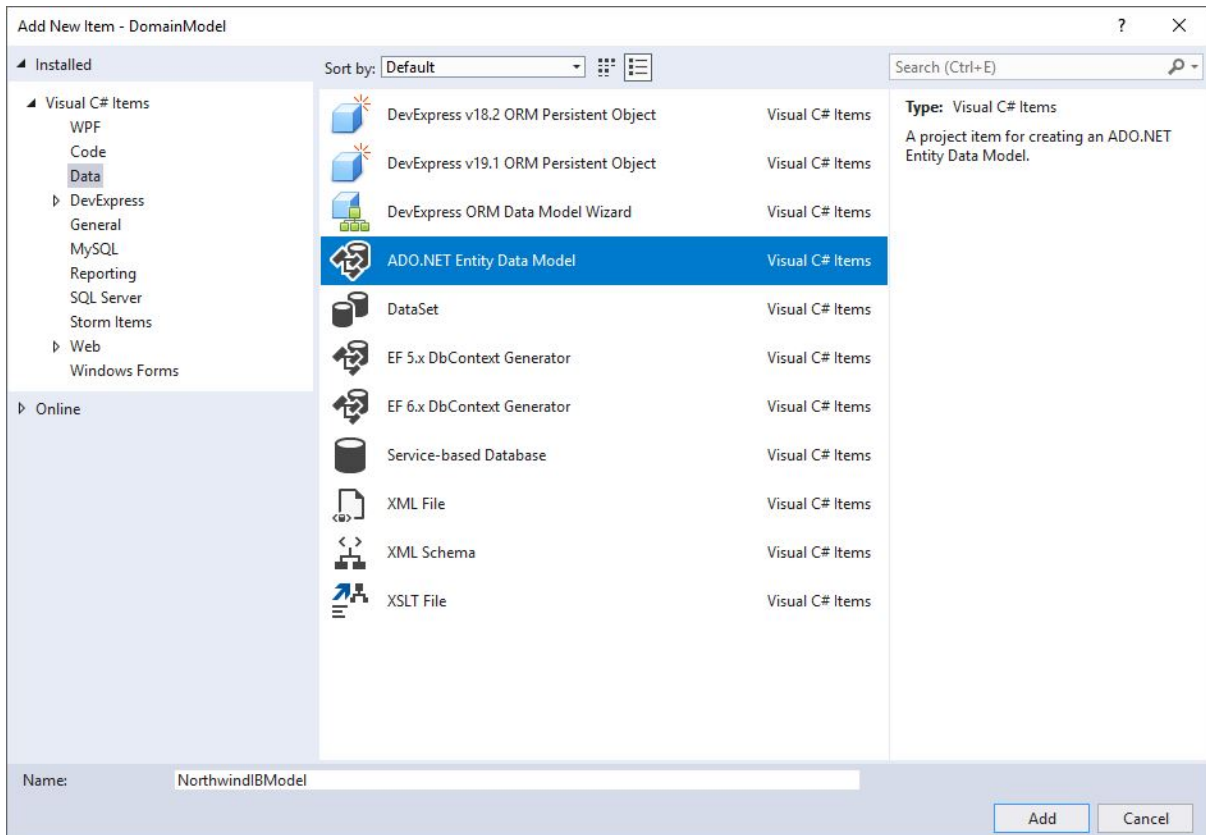 Add New Item - DomainModel
?
Installed
Sort by: Default
Search (Ctrl+E)
Visual C# Items
WPF
Code
Data
DevExpress
General
MySQL
Reporting
SQL Server
Storm Items
Web
Windows Forms
Online
DevExpress v18.2 ORM Persistent Object Visual C# Items
DevExpress v19.1 ORM Persistent Object Visual C# Items
DevExpress ORM Data Model Wizard Visual C# Items
ADO.NET Entity Data Model Visual C# Items
DataSet Visual C# Items
EF 5.x DbContext Generator Visual C# Items
EF 6.x DbContext Generator Visual C# Items
Service-based Database Visual C# Items
XML File Visual C# Items
XML Schema Visual C# Items
XSLT File Visual C# Items
Type: Visual C# Items
A project item for creating an ADO.NET
Entity Data Model.
Name: NorthwindIBModel
Add Cancel